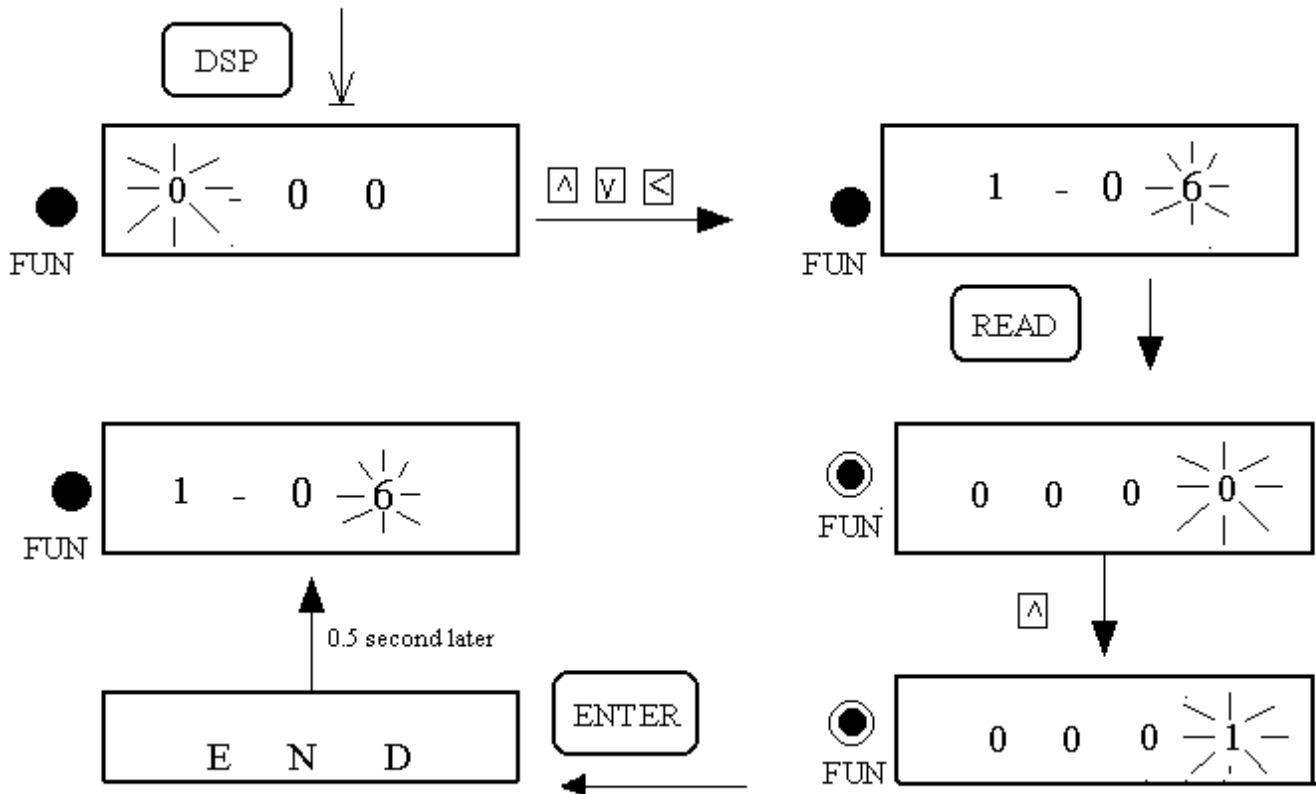 DSP
0 - 0 0
FUN
^ v <
1 - 0 6
FUN
READ
0 0 0 0
FUN
^
0 0 0 1
FUN
ENTER
E N D
0.5 second later
1 - 0 6
FUN